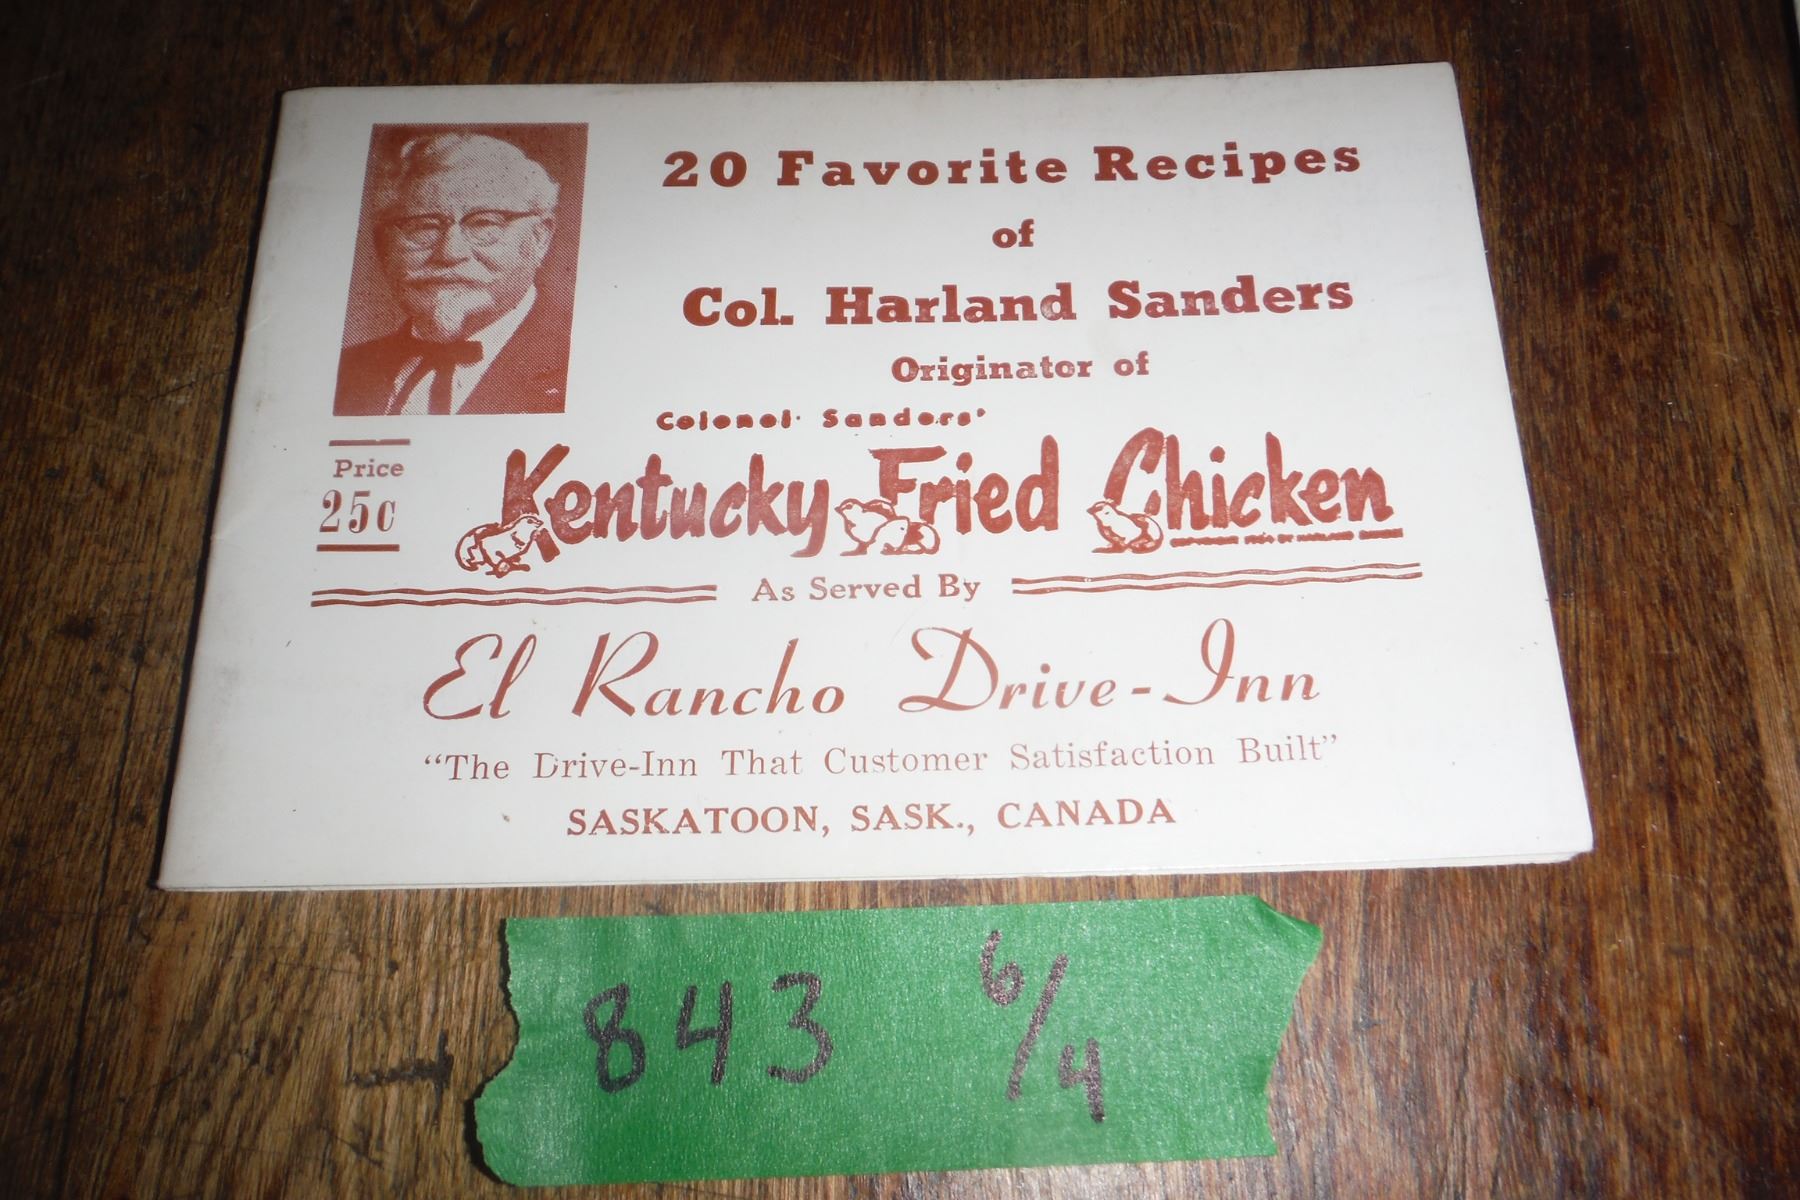 20 Favorite Recipes
of
Col. Harland Sanders
Originator of
Colonel Sanders'
Kentucky Fried Chicken
Price
25c
As Served By
El Rancho Drive-Inn
“The Drive-Inn That Customer Satisfaction Built”
SASKATOON, SASK., CANADA
843 6/4